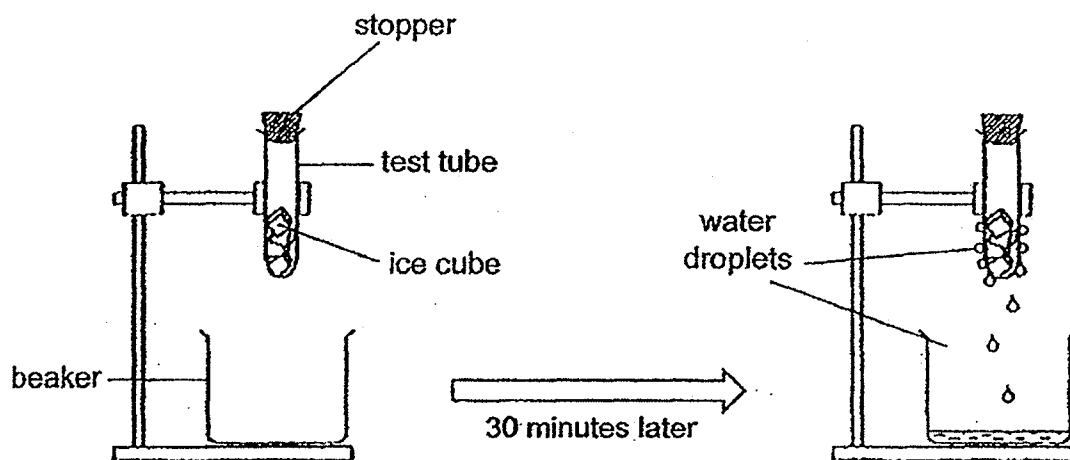 stopper
test tube
ice cube
beaker
30 minutes later
water
droplets